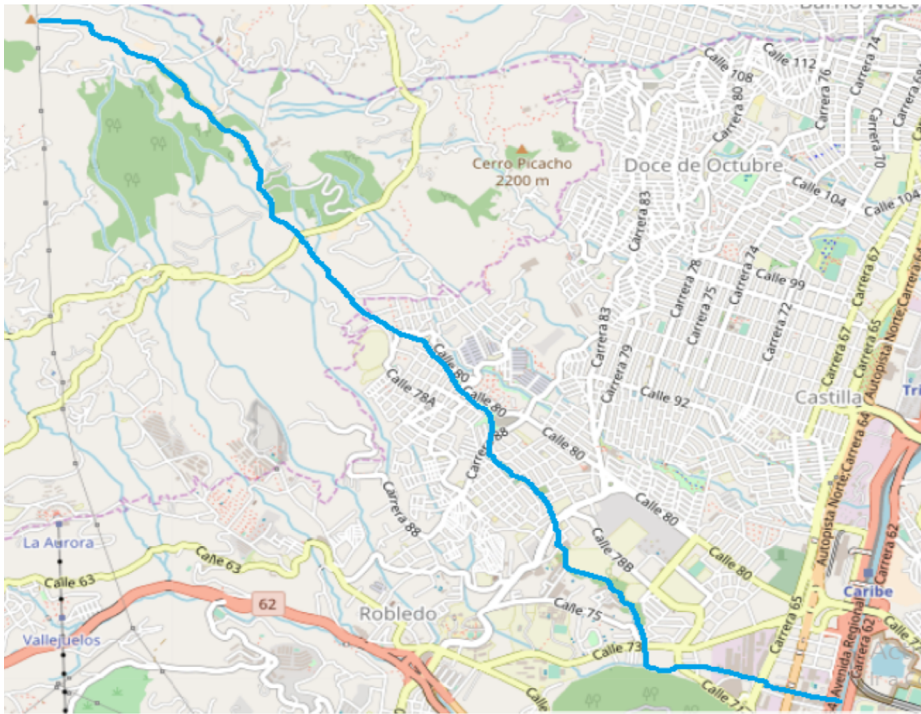 Calle 112
Carrera 74
Calle 108
Carrera 76
Carrera 80
Carrera 70
Cerro Picacho
2200 m
Doce de Octubre
Calle 104
Calle 104
Carrera 83
Carrera 67
Carrera 78
Carrera 74
Calle 99
Carrera 75
Carrera 72
Carrera 65
Autopista Norte;Carrera 64
Carrera 83
Carrera 79
Carrera 67
Calle 80
Calle 78A
Calle 80
Calle 92
Castilla
Carrera 88
Calle 80
Autopista Norte;Carrera 64
Carrera 88
Calle 80
La Aurora
Calle 63
Calle 63
Calle 78B
Calle 80
Carrera 62
Caribe
62
Robledo
Calle 75
Vallejuelos
Carrera 65
Calle 73
Avenida Regional
Carrera 62